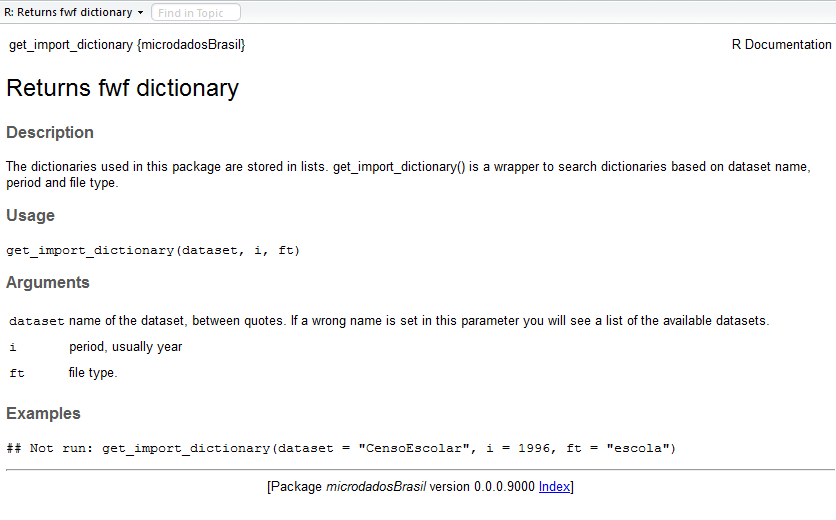 R: Returns fwf dictionary Find in Topic
get_import_dictionary {microdadosBrasil} R Documentation
Returns fwf dictionary
Description
The dictionaries used in this package are stored in lists. get_import_dictionary() is a wrapper to search dictionaries based on dataset name,
period and file type.
Usage
get_import_dictionary(dataset, i, ft)
Arguments
dataset name of the dataset, between quotes. If a wrong name is set in this parameter you will see a list of the available datasets.
i period, usually year
ft file type.
Examples
## Not run: get_import_dictionary(dataset = "CensoEscolar", i = 1996, ft = "escola")
[Package microdadosBrasil version 0.0.0.9000 Index]